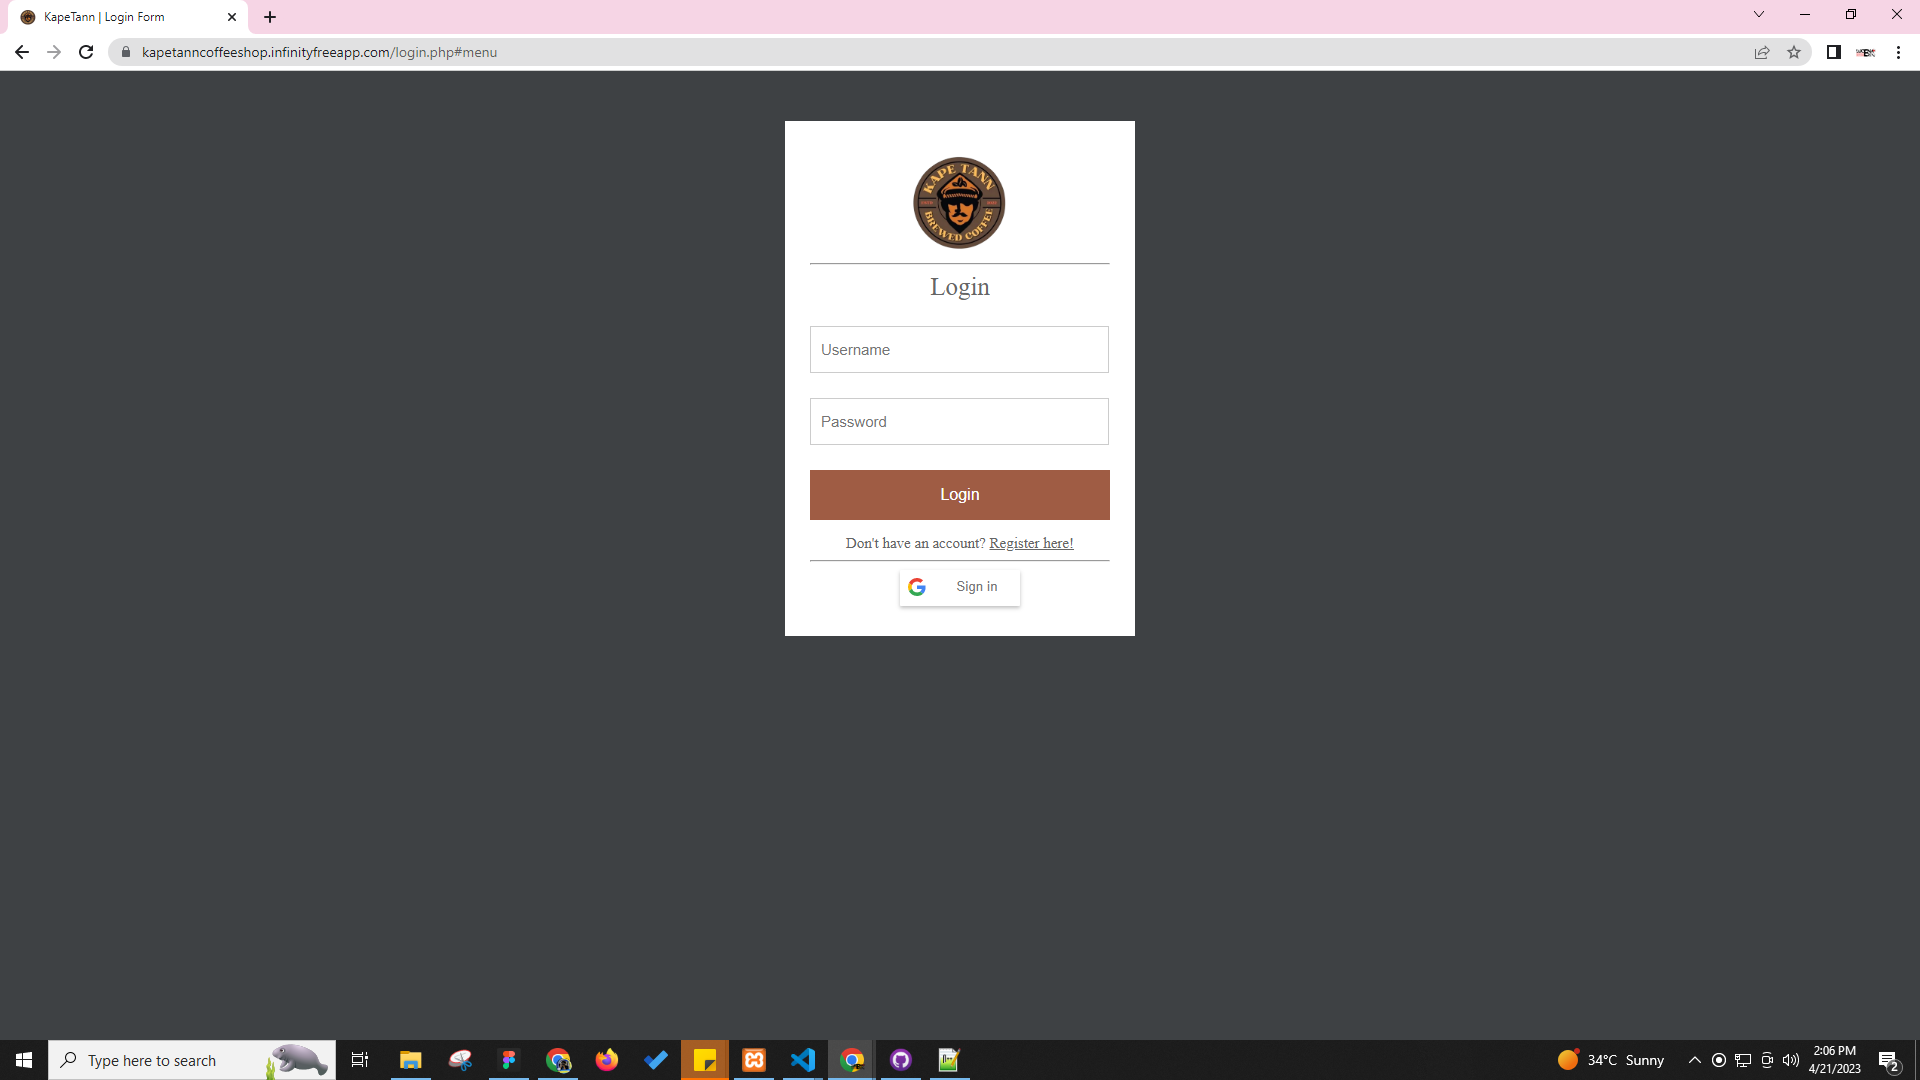 KapeTann | Login Form
kapetanncoffeeshop.infinityfreeapp.com/login.php#menu
KAPE TANN
BREWED COFFEE
Login
Username
Password
Login
Don't have an account? Register here!
Sign in
Type here to search
34°C Sunny
2:06 PM
4/21/2023
2